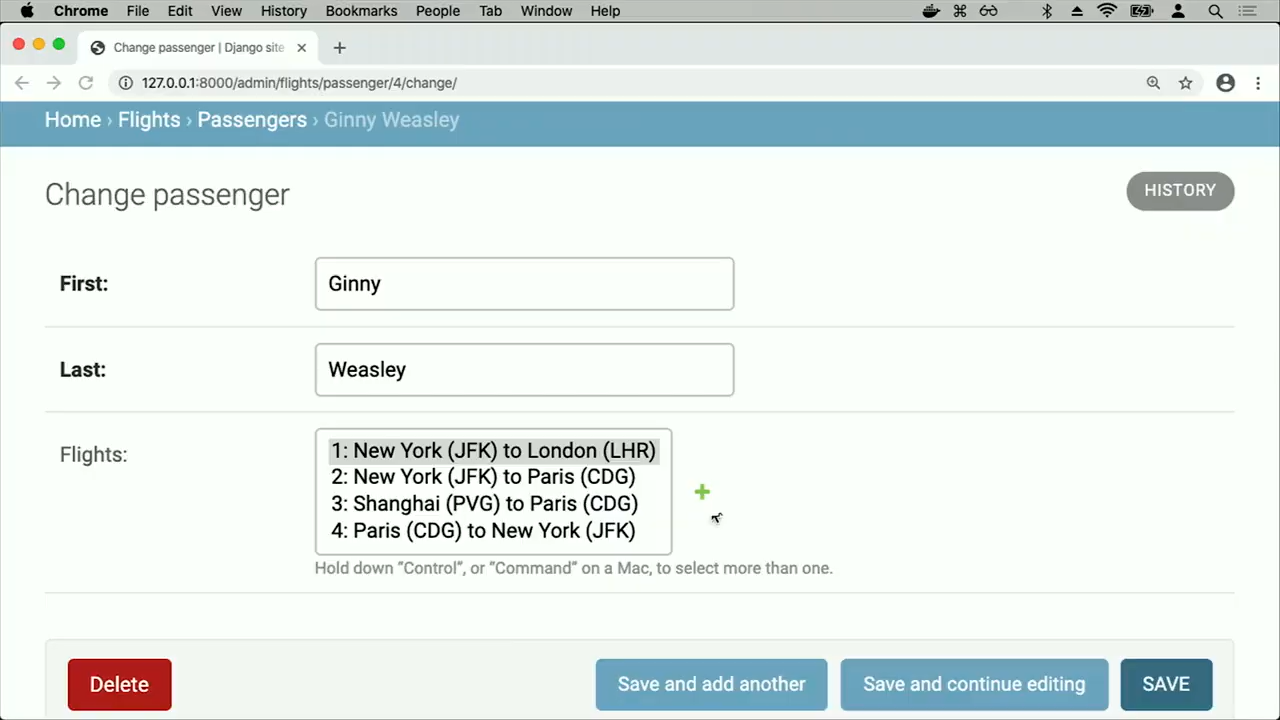 Chrome File Edit View History Bookmarks People Tab Window Help
Change passenger | Django site
127.0.0.1:8000/admin/flights/passenger/4/change/
Home › Flights › Passengers › Ginny Weasley
Change passenger
HISTORY
First:
Ginny
Last:
Weasley
Flights:
1: New York (JFK) to London (LHR)
2: New York (JFK) to Paris (CDG)
3: Shanghai (PVG) to Paris (CDG)
4: Paris (CDG) to New York (JFK)
Hold down “Control”, or “Command” on a Mac, to select more than one.
Delete
Save and add another
Save and continue editing
SAVE